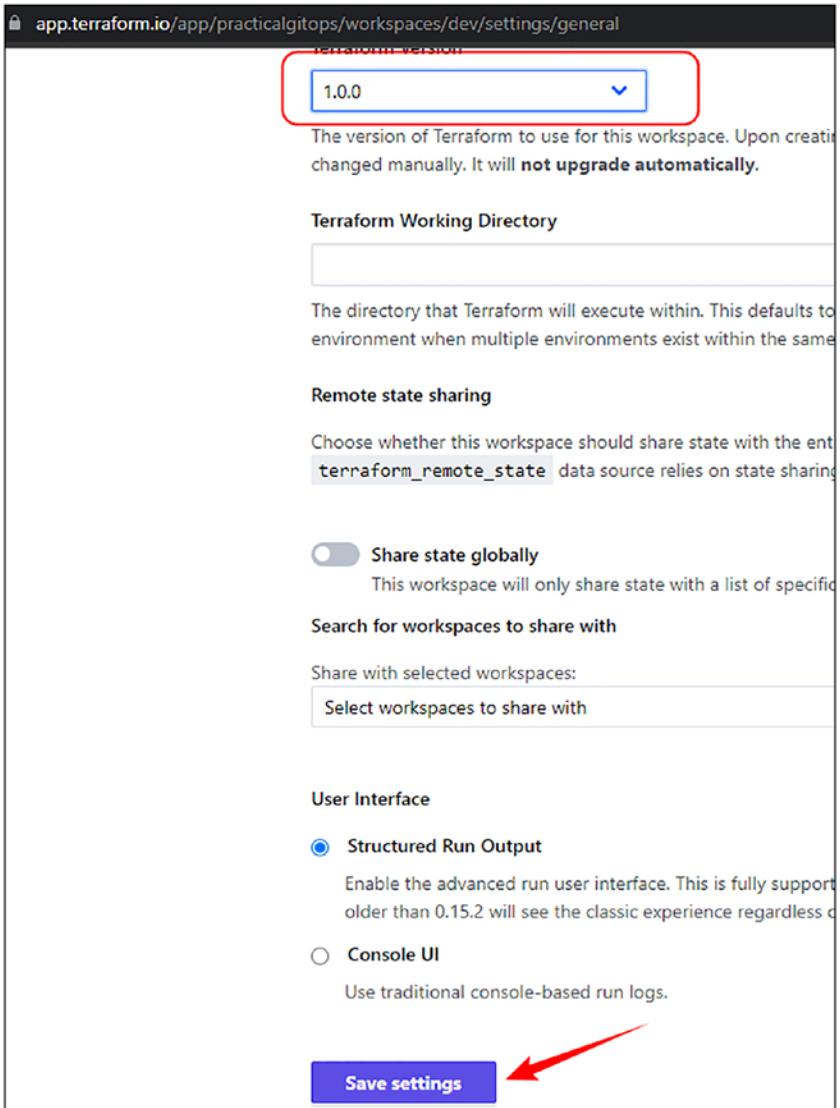 app.terraform.io/app/practicalgitops/workspaces/dev/settings/general
Terraform Version
1.0.0
The version of Terraform to use for this workspace. Upon creatin
changed manually. It will not upgrade automatically.
Terraform Working Directory
The directory that Terraform will execute within. This defaults to
environment when multiple environments exist within the same
Remote state sharing
Choose whether this workspace should share state with the ent
terraform_remote_state data source relies on state sharing
Share state globally
This workspace will only share state with a list of specific
Search for workspaces to share with
Share with selected workspaces:
Select workspaces to share with
User Interface
Structured Run Output
Enable the advanced run user interface. This is fully support
older than 0.15.2 will see the classic experience regardless o
Console UI
Use traditional console-based run logs.
Save settings